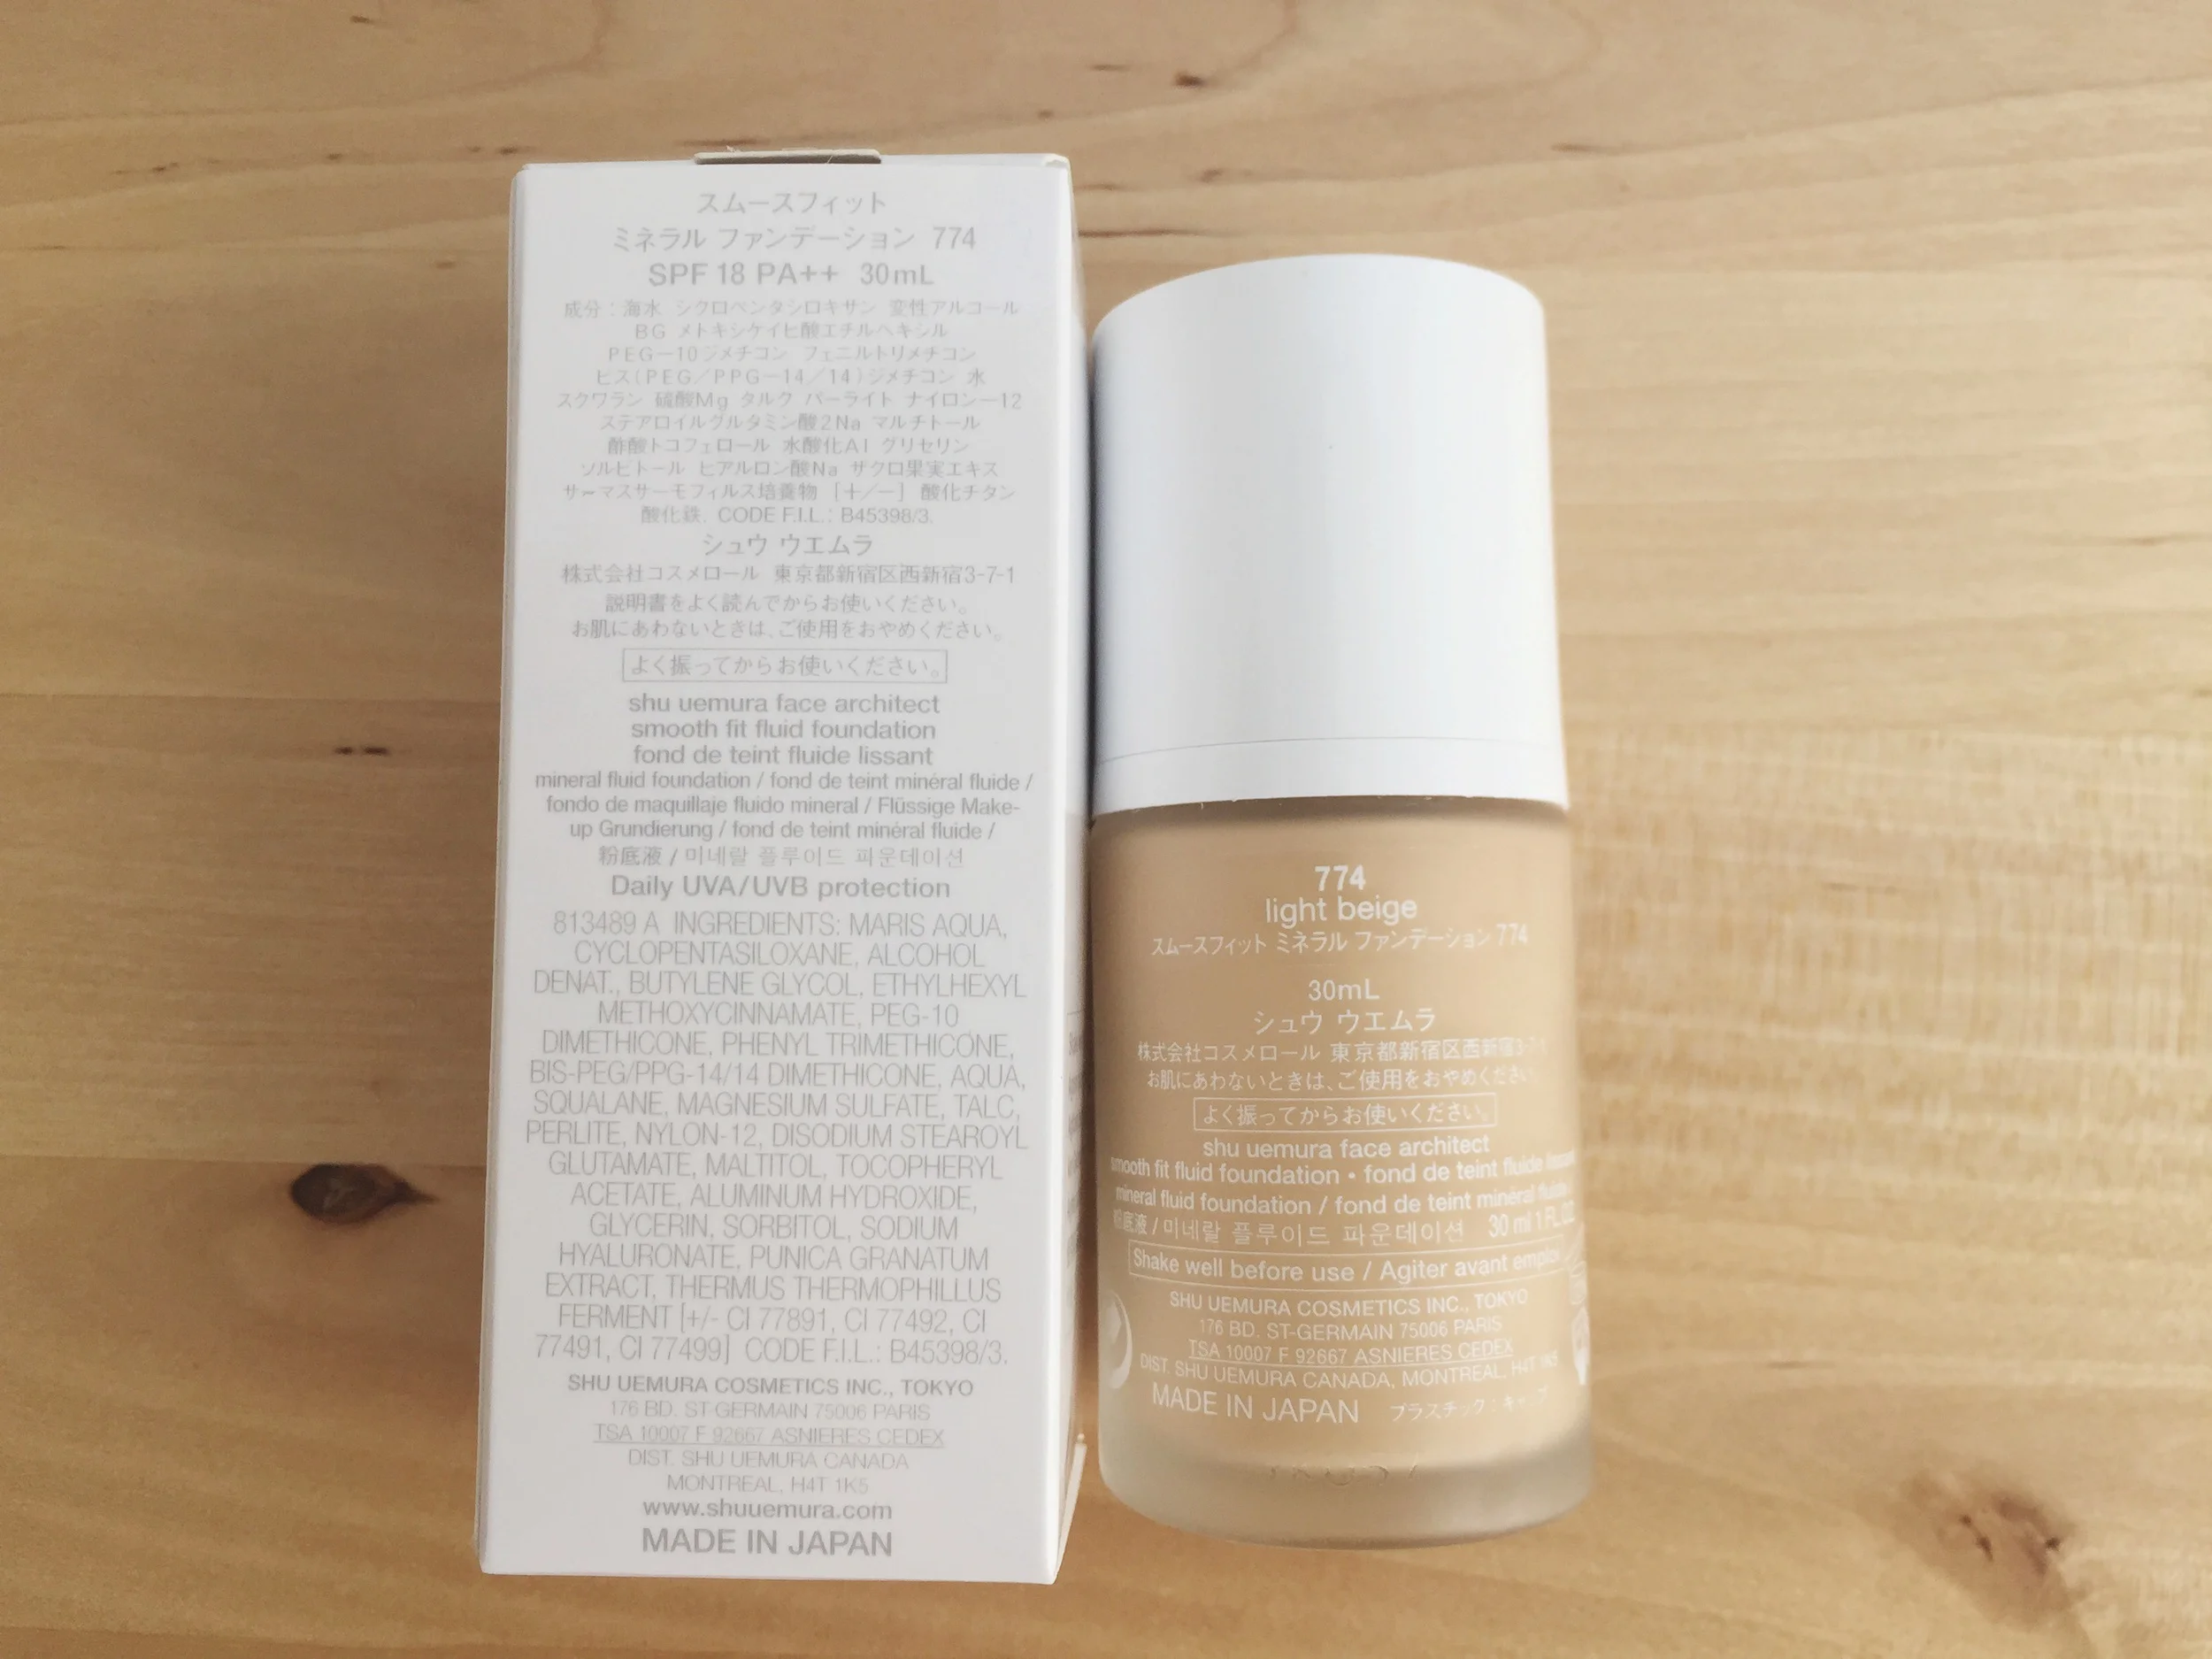 スムースフィット
ミネラル ファンデーション 774
SPF 18 PA++ 30mL
成分：海水 シクロペンタシロキサン 変性アルコール
BG メトキシケイヒ酸エチルヘキシル
PEG－10ジメチコン フェニルトリメチコン
ビス(PEG／PPG－14／14)ジメチコン 水
スクワラン 硫酸Mg タルク パーライト ナイロン－12
ステアロイルグルタミン酸2Na マルチトール
酢酸トコフェロール 水酸化Al グリセリン
ソルビトール ヒアルロン酸Na ザクロ果実エキス
サーマスサーモフィルス培養物 [＋／－] 酸化チタン
酸化鉄. CODE F.I.L.: B45398/3.
シュウ ウエムラ
株式会社コスメロール 東京都新宿区西新宿3-7-1
説明書をよく読んでからお使いください。
お肌にあわないときは、ご使用をおやめください。
よく振ってからお使いください。
shu uemura face architect
smooth fit fluid foundation
fond de teint fluide lissant
mineral fluid foundation / fond de teint minéral fluide /
fondo de maquillaje fluido mineral / Flüssige Make-
up Grundierung / fond de teint minéral fluide /
粉底液 / 미네랄 플루이드 파운데이션
Daily UVA/UVB protection
813489 A INGREDIENTS: MARIS AQUA,
CYCLOPENTASILOXANE, ALCOHOL
DENAT., BUTYLENE GLYCOL, ETHYLHEXYL
METHOXYCINNAMATE, PEG-10
DIMETHICONE, PHENYL TRIMETHICONE,
BIS-PEG/PPG-14/14 DIMETHICONE, AQUA,
SQUALANE, MAGNESIUM SULFATE, TALC,
PERLITE, NYLON-12, DISODIUM STEAROYL
GLUTAMATE, MALTITOL, TOCOPHERYL
ACETATE, ALUMINUM HYDROXIDE,
GLYCERIN, SORBITOL, SODIUM
HYALURONATE, PUNICA GRANATUM
EXTRACT, THERMUS THERMOPHILLUS
FERMENT [+/- CI 77891, CI 77492, CI
77491, CI 77499] CODE F.I.L.: B45398/3.
SHU UEMURA COSMETICS INC., TOKYO
176 BD. ST GERMAIN 75006 PARIS
TSA 10007 F 92667 ASNIERES CEDEX
DIST. SHU UEMURA CANADA
MONTREAL, H4T 1K5
www.shuuemura.com
MADE IN JAPAN
774
light beige
スムースフィット ミネラル ファンデーション 774
30mL
シュウ ウエムラ
株式会社コスメロール 東京都新宿区西新宿3-7-1
お肌にあわないときは、ご使用をおやめください
よく振ってからお使いください。
shu uemura face architect
smooth fit fluid foundation • fond de teint fluide
mineral fluid foundation / fond de teint minéral fluide
粉底液 / 미네랄 플루이드 파운데이션 30 ml 1 FL.OZ
Shake well before use / Agiter avant emploi
SHU UEMURA COSMETICS INC., TOKYO
176 BD. ST-GERMAIN 75006 PARIS
TSA 10007 F 92667 ASNIERES CEDEX
DIST. SHU UEMURA CANADA, MONTREAL, H4T 1K5
MADE IN JAPAN プラスチック：キャップ